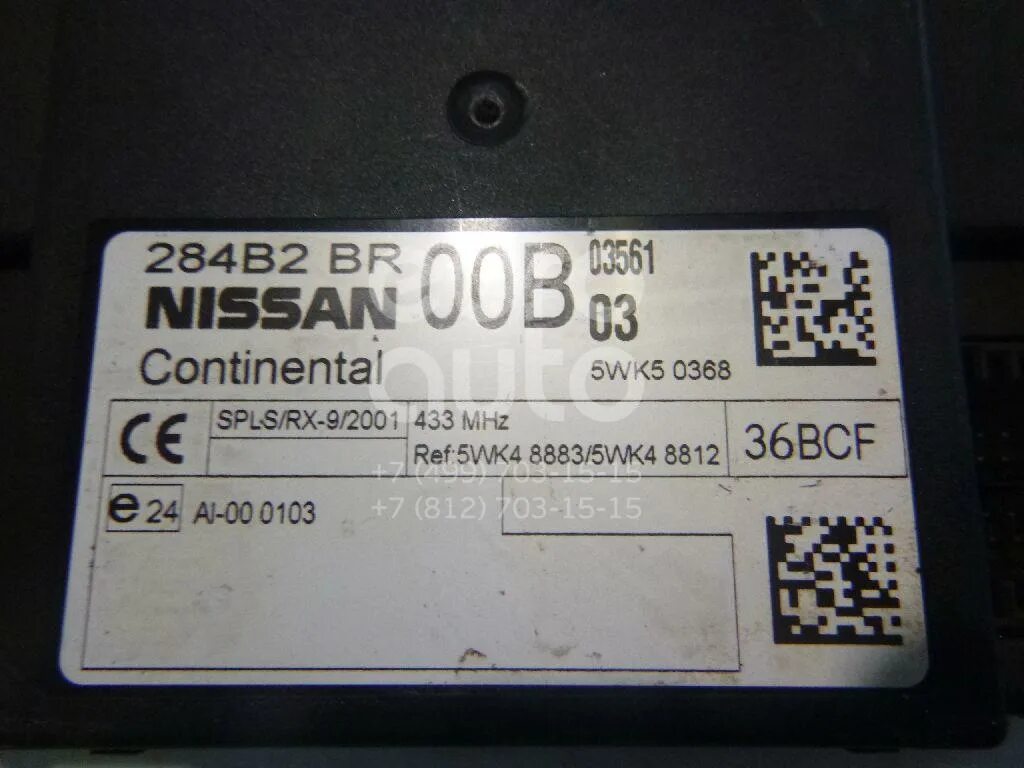 284B2 BR 00B 03561
NISSAN 03
Continental 5WK5 0368
CE SPLS/RX-9/2001 433 MHz
Ref:5WK4 8883/5WK4 8812 36BCF
e 24 AI-00 0103
auto
+7 (499) 703-15-15
+7 (812) 703-15-15